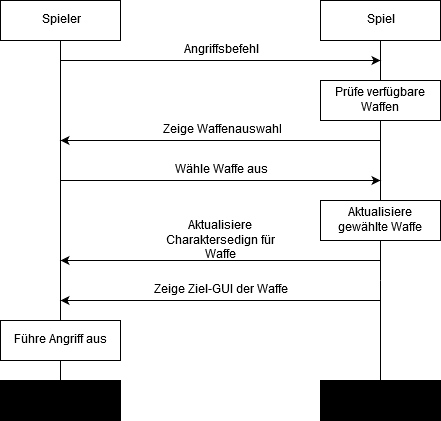 Spieler
Spiel
Angriffsbefehl
Prüfe verfügbare
Waffen
Zeige Waffenauswahl
Wähle Waffe aus
Aktualisiere
gewählte Waffe
Aktualisiere
Charaktersedign für
Waffe
Zeige Ziel-GUI der Waffe
Führe Angriff aus